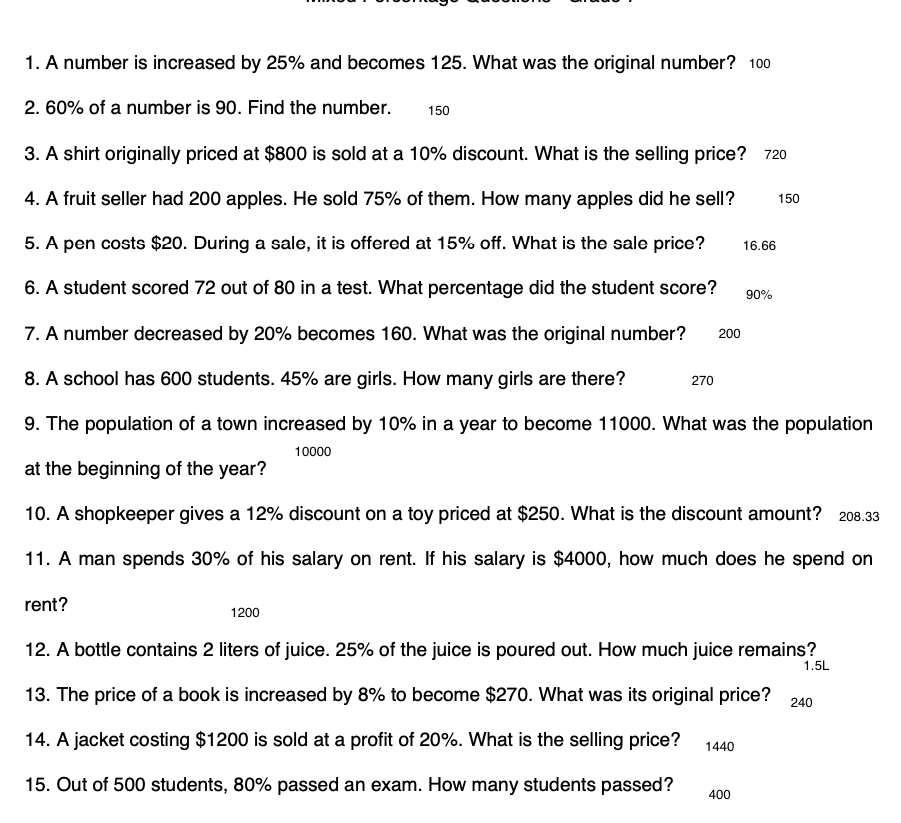 Mixed Percentage Questions - Grade 7
1. A number is increased by 25% and becomes 125. What was the original number? 100
2. 60% of a number is 90. Find the number. 150
3. A shirt originally priced at $800 is sold at a 10% discount. What is the selling price? 720
4. A fruit seller had 200 apples. He sold 75% of them. How many apples did he sell? 150
5. A pen costs $20. During a sale, it is offered at 15% off. What is the sale price? 16.66
6. A student scored 72 out of 80 in a test. What percentage did the student score? 90%
7. A number decreased by 20% becomes 160. What was the original number? 200
8. A school has 600 students. 45% are girls. How many girls are there? 270
9. The population of a town increased by 10% in a year to become 11000. What was the population
at the beginning of the year? 10000
10. A shopkeeper gives a 12% discount on a toy priced at $250. What is the discount amount? 208.33
11. A man spends 30% of his salary on rent. If his salary is $4000, how much does he spend on
rent? 1200
12. A bottle contains 2 liters of juice. 25% of the juice is poured out. How much juice remains?
1.5L
13. The price of a book is increased by 8% to become $270. What was its original price? 240
14. A jacket costing $1200 is sold at a profit of 20%. What is the selling price? 1440
15. Out of 500 students, 80% passed an exam. How many students passed? 400